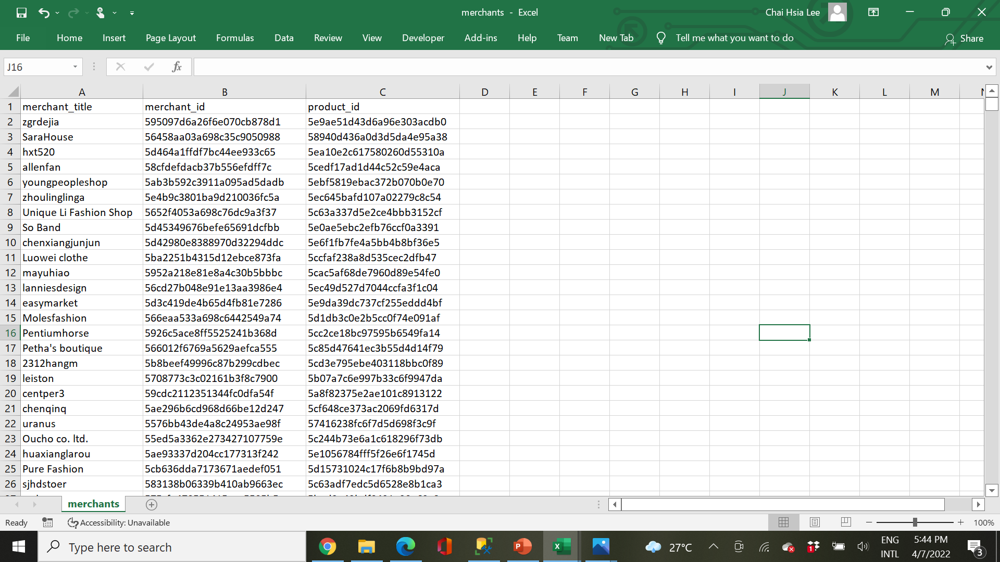 merchants - Excel
Chai Hsia Lee
File Home Insert Page Layout Formulas Data Review View Developer Add-ins Help Team New Tab Tell me what you want to do Share
J16 fx
A B C D E F G H I J K L M
1 merchant_title merchant_id product_id
2 zgrdejia 595097d6a26f6e070cb878d1 5e9ae51d43d6a96e303acdb0
3 SaraHouse 56458aa03a698c35c9050988 58940d436a0d3d5da4e95a38
4 hxt520 5d464a1ffdf7bc44ee933c65 5ea10e2c617580260d55310a
5 allenfan 58cfdefdacb37b556efdff7c 5cedf17ad1d44c52c59e4aca
6 youngpeopleshop 5ab3b592c3911a095ad5dadb 5ebf5819ebac372b070b0e70
7 zhoulinglinga 5e4b9c3801ba9d210036fc5a 5ec645bafd107a02279c8c54
8 Unique Li Fashion Shop 5652f4053a698c76dc9a3f37 5c63a337d5e2ce4bbb3152cf
9 So Band 5d45349676befe65691dcfbb 5e0ae5ebc2efb76ccf0a3391
10 chenxiangjunjun 5d42980e8388970d32294ddc 5e6f1fb7fe4a5bb4b8bf36e5
11 Luowei clothe 5ba2251b4315d12ebce873fa 5ccfaf238a8d535cec2dfb47
12 mayuhiao 5952a218e81e8a4c30b5bbbc 5cac5af68de7960d89e54fe0
13 lanniesdesign 56cd27b048e91e13aa3986e4 5ec49d527d7044ccfa3f1c04
14 easymarket 5d3c419de4b65d4fb81e7286 5e9da39dc737cf255eddd4bf
15 Molesfashion 566eaa533a698c6442549a74 5d1db3c0e2b5cc0f74e091af
16 Pentiumhorse 5926c5ace8ff5525241b368d 5cc2ce18bc97595b6549fa14
17 Petha's boutique 566012f6769a5629aefca555 5c85d47641ec3b55d4d14f79
18 2312hangm 5b8beef49996c87b299cdbec 5cd3e795ebe403118bbc0f89
19 leiston 5708773c3c02161b3f8c7900 5b07a7c6e997b33c6f9947da
20 centper3 59cdc2112351344fc0dfa54f 5a8f82375e2ae101c8913122
21 chenqinq 5ae296b6cd968d66be12d247 5cf648ce373ac2069fd6317d
22 uranus 5576bb43de4a8c24953ae98f 57416238fc6f7d5d698f3c9f
23 Oucho co. ltd. 55ed5a3362e273427107759e 5c244b73e6a1c618296f73db
24 huaxianglarou 5ae93337d204cc177313f242 5e1056784fff5f26e6f1745d
25 Pure Fashion 5cb636dda7173671aedef051 5d15731024c17f6b8b9bd97a
26 sjhdstoer 583138b06339b410ab9663ec 5c63adf7edc5d6528e8b1ca3
merchants
Ready Accessibility: Unavailable 100%
Type here to search 27°C ENG INTL 5:44 PM 4/7/2022 3